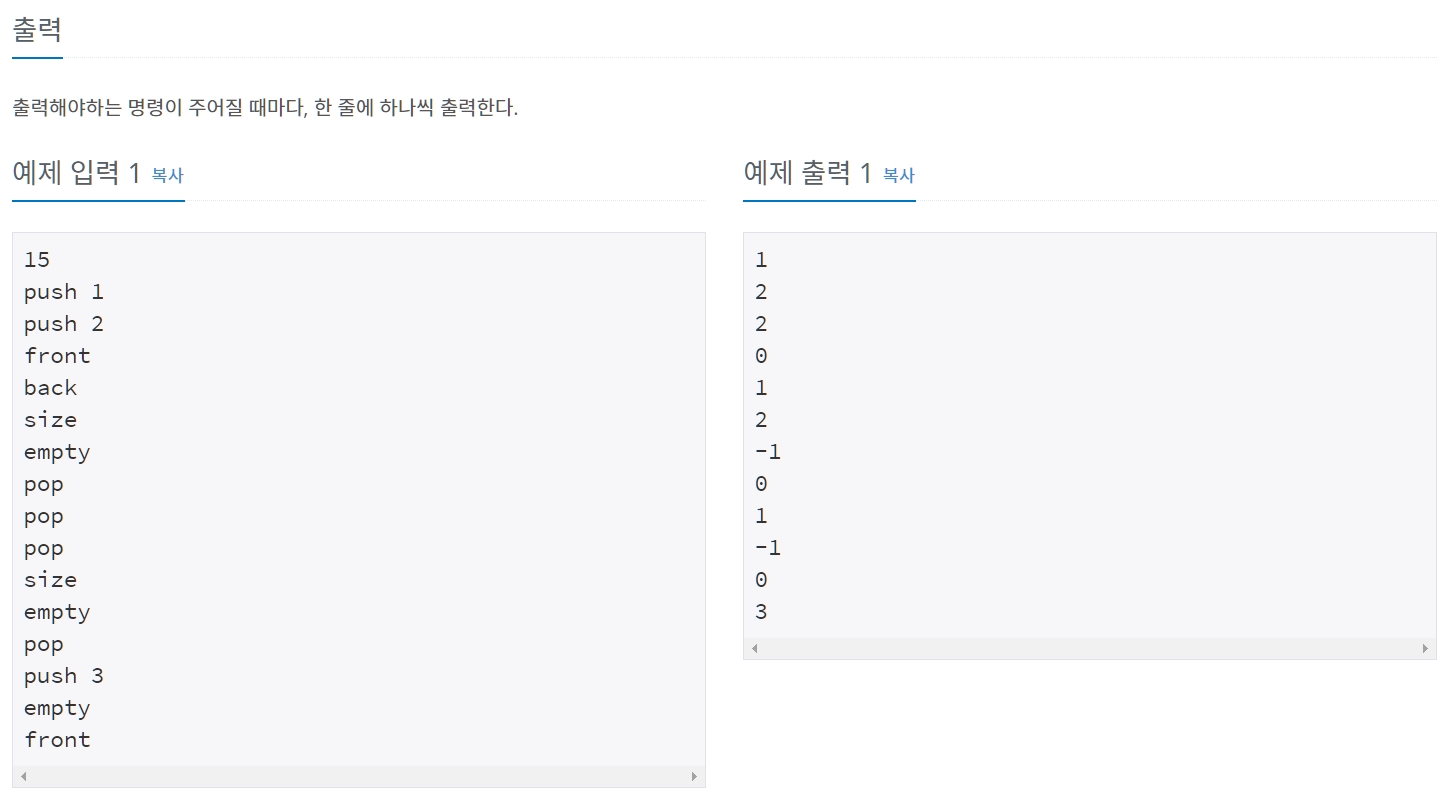 출력
출력해야하는 명령이 주어질 때마다, 한 줄에 하나씩 출력한다.
예제 입력 1 복사
15
push 1
push 2
front
back
size
empty
pop
pop
pop
size
empty
pop
push 3
empty
front
예제 출력 1 복사
1
2
2
0
1
2
-1
0
1
-1
0
3